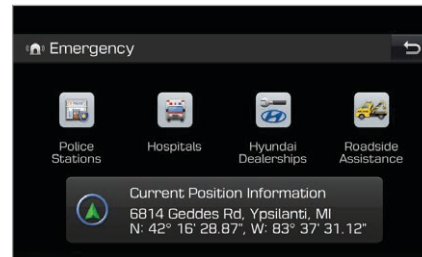 Emergency
Police
Stations
Hospitals
Hyundai
Dealerships
Roadside
Assistance
Current Position Information
6814 Geddes Rd, Ypsilanti, MI
N: 42° 16' 28.87", W: 83° 37' 31.12"